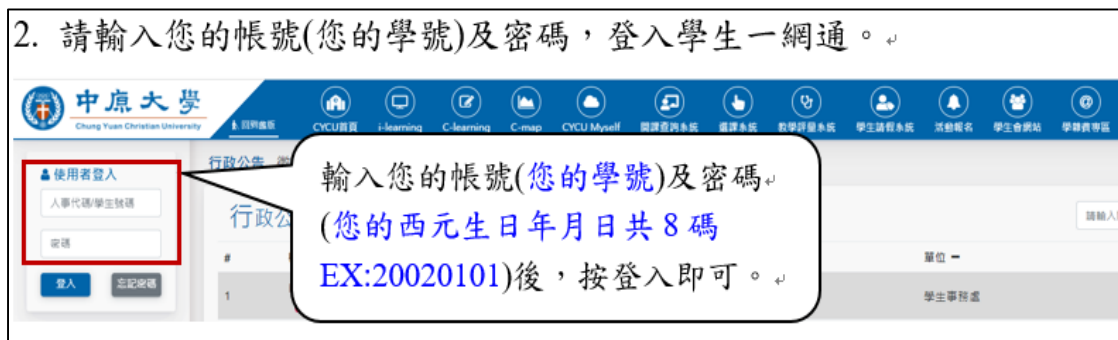 2. 請輸入您的帳號(您的學號)及密碼，登入學生一網通。
中原大學
Chung Yuan Christian University
回到舊版
CYCU首頁
i-learning
C-learning
C-map
CYCU Myself
開課查詢系統
選課系統
教學評量系統
學生請假系統
活動報名
學生會網站
學雜費專區
使用者登入
人事代碼/學生號碼
密碼
登入
忘記密碼
行政公告
行政公
輸入您的帳號(您的學號)及密碼
(您的西元生日年月日共 8 碼
EX:20020101)後，按登入即可。
請輸入
#
單位
1
學生事務處